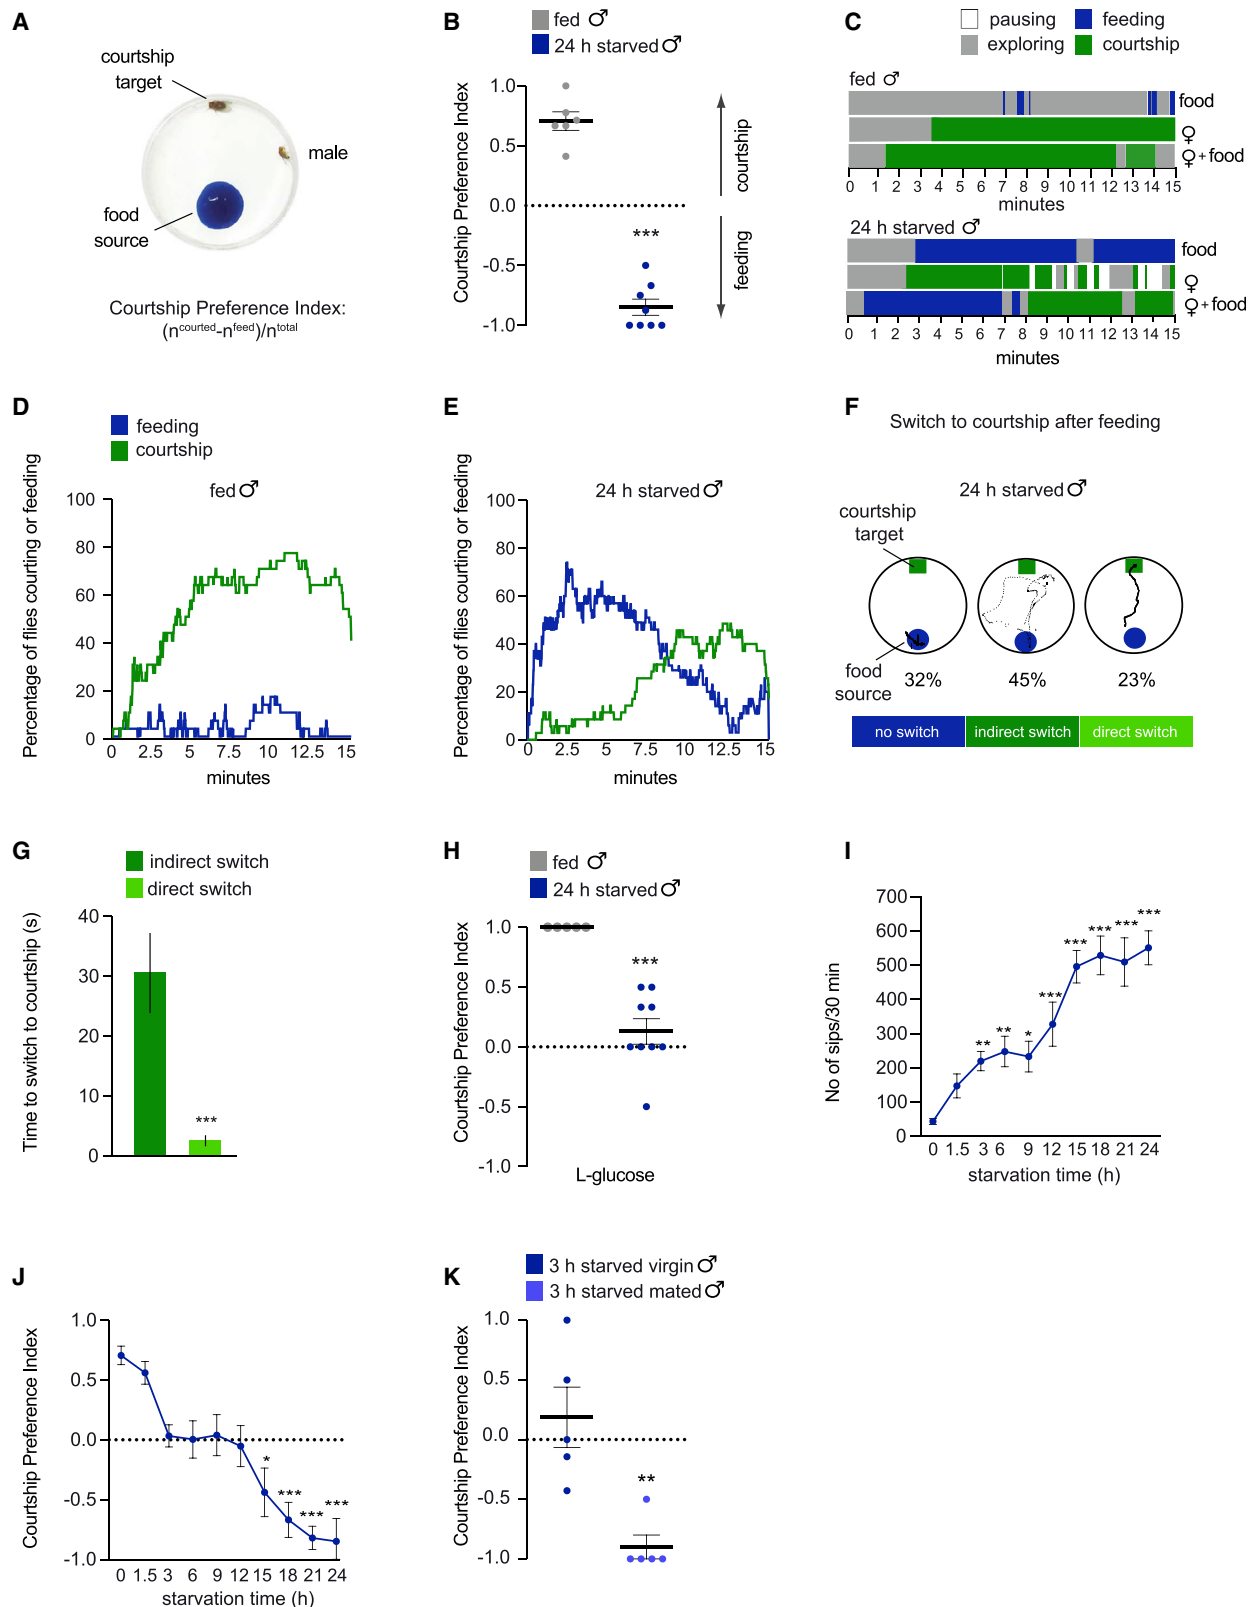 A
courtship
target
male
food
source
Courtship Preference Index:
(n^courted-n^feed)/n^total
B
fed ♂
24 h starved ♂
Courtship Preference Index
1.0
0.5
0.0
-0.5
-1.0
***
courtship
feeding
C
pausing
feeding
exploring
courtship
fed ♂
food
♀
♀+food
0 1 2 3 4 5 6 7 8 9 10 11 12 13 14 15
minutes
24 h starved ♂
food
♀
♀+food
0 1 2 3 4 5 6 7 8 9 10 11 12 13 14 15
minutes
D
feeding
courtship
fed ♂
Percentage of flies courting or feeding
100
80
60
40
20
0
0 2.5 5 7.5 10 12.5 15
minutes
E
24 h starved ♂
Percentage of flies courting or feeding
100
80
60
40
20
0
0 2.5 5 7.5 10 12.5 15
minutes
F
Switch to courtship after feeding
24 h starved ♂
courtship
target
food
source
32% 45% 23%
no switch indirect switch direct switch
G
indirect switch
direct switch
Time to switch to courtship (s)
40
30
20
10
0
***
H
fed ♂
24 h starved ♂
Courtship Preference Index
1.0
0.5
0.0
-0.5
-1.0
***
L-glucose
I
No of sips/30 min
700
600
500
400
300
200
100
0
** ** * *** *** *** *** ***
0 1.5 3 6 9 12 15 18 21 24
starvation time (h)
J
Courtship Preference Index
1.0
0.5
0.0
-0.5
-1.0
* *** *** ***
0 1.5 3 6 9 12 15 18 21 24
starvation time (h)
K
3 h starved virgin ♂
3 h starved mated ♂
Courtship Preference Index
1.0
0.5
0.0
-0.5
-1.0
**